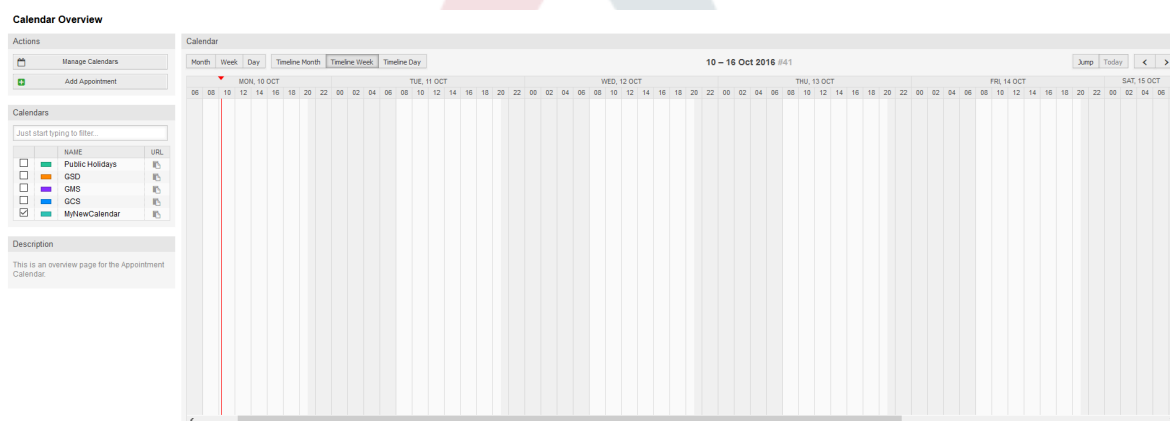 Calendar Overview
Actions
Manage Calendars
Add Appointment
Calendars
Just start typing to filter...
NAME URL
Public Holidays
GSD
GMS
GCS
MyNewCalendar
Description
This is an overview page for the Appointment
Calendar.
Calendar
Month Week Day Timeline Month Timeline Week Timeline Day 10 – 16 Oct 2016 #41 Jump Today
MON, 10 OCT TUE, 11 OCT WED, 12 OCT THU, 13 OCT FRI, 14 OCT SAT, 15 OCT
06 08 10 12 14 16 18 20 22 00 02 04 06 08 10 12 14 16 18 20 22 00 02 04 06 08 10 12 14 16 18 20 22 00 02 04 06 08 10 12 14 16 18 20 22 00 02 04 06 08 10 12 14 16 18 20 22 00 02 04 06